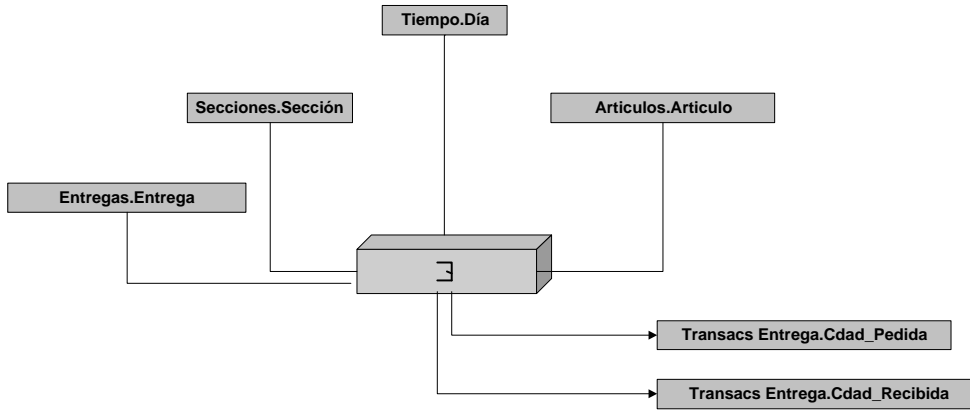 Tiempo.Día
Secciones.Sección
Articulos.Articulo
Entregas.Entrega
Transacs Entrega.Cdad_Pedida
Transacs Entrega.Cdad_Recibida